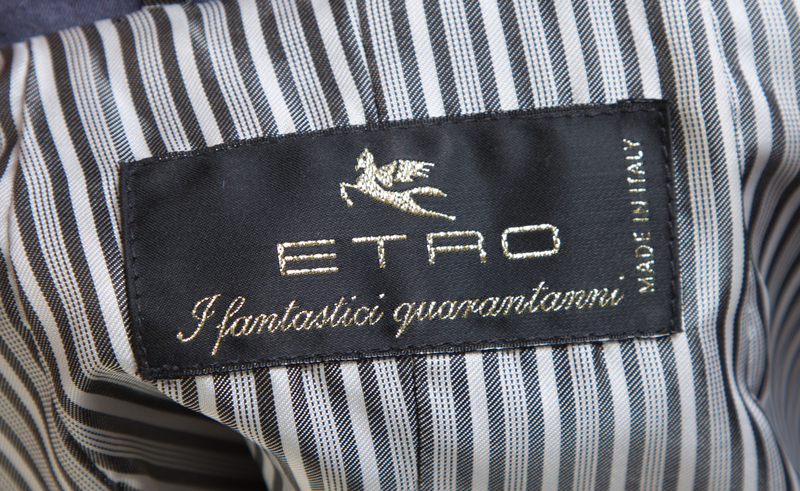 ETRO
I fantastici quarantanni
MADE IN ITALY